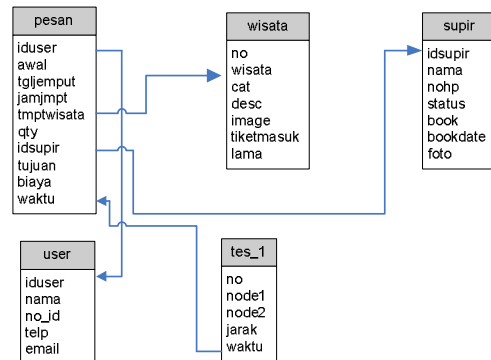 pesan
iduser
awal
tgljemput
jamjmpt
tmptwisata
qty
idsupir
tujuan
biaya
waktu
wisata
no
wisata
cat
desc
image
tiketmasuk
lama
supir
idsupir
nama
nohp
status
book
bookdate
foto
user
iduser
nama
no_id
telp
email
tes_1
no
node1
node2
jarak
waktu